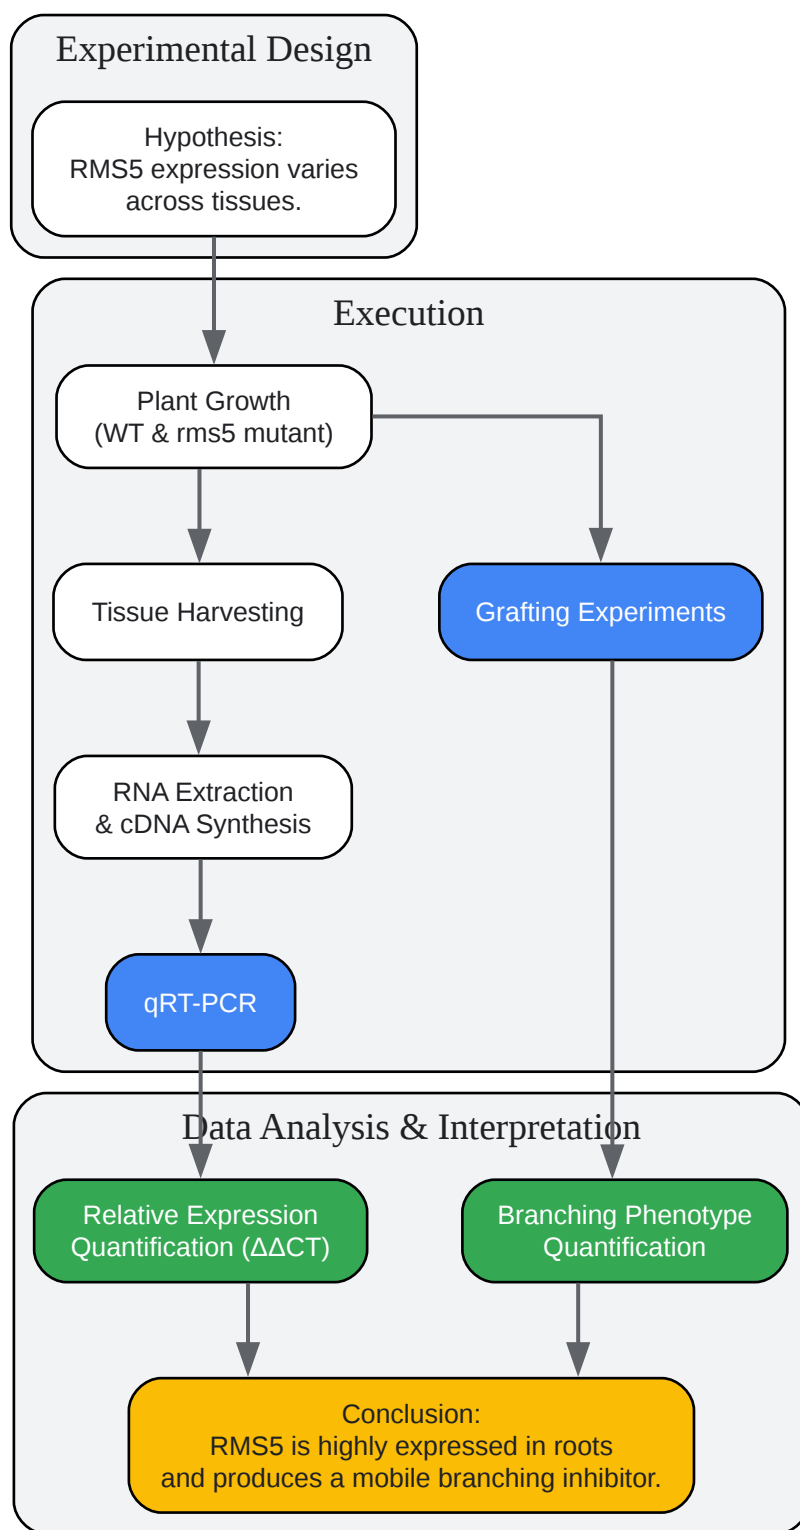 Experimental Design
Hypothesis:
RMS5 expression varies
across tissues.
Execution
Plant Growth
(WT & rms5 mutant)
Tissue Harvesting
Grafting Experiments
RNA Extraction
& cDNA Synthesis
qRT-PCR
Data Analysis & Interpretation
Relative Expression
Quantification (ΔΔCT)
Branching Phenotype
Quantification
Conclusion:
RMS5 is highly expressed in roots
and produces a mobile branching inhibitor.